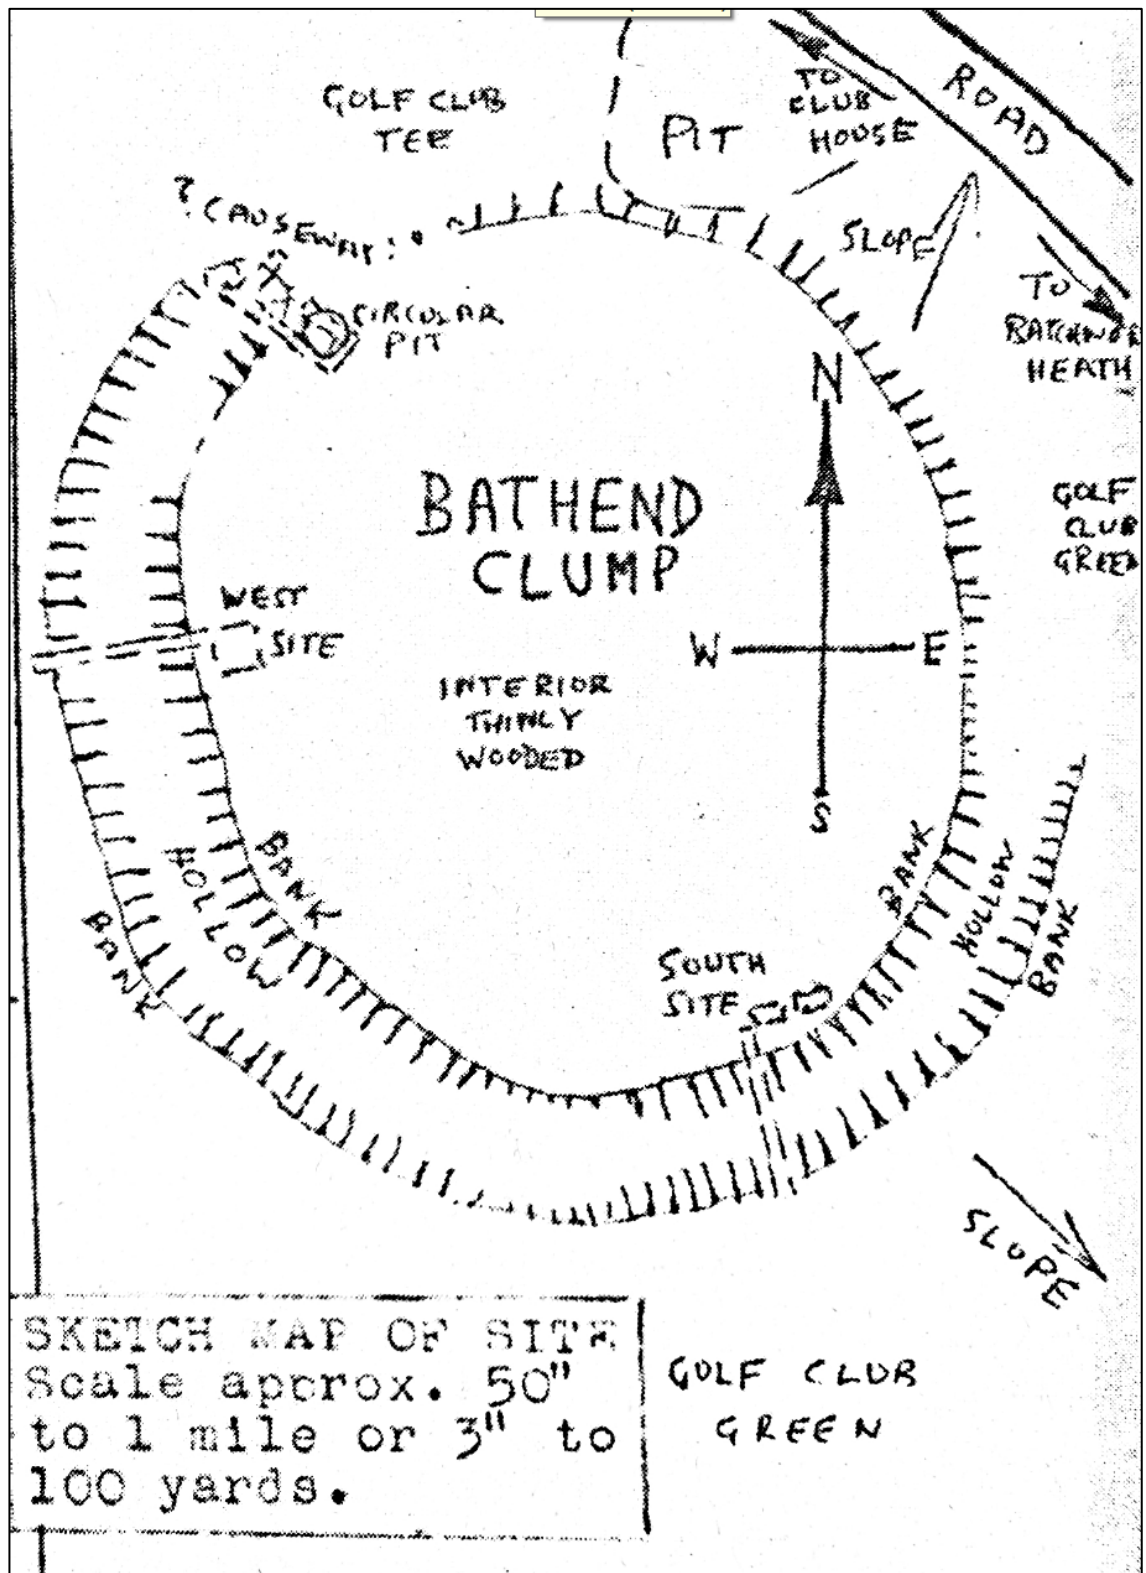 GOLF CLUB
TEE
PIT
TO
CLUB
HOUSE
ROAD
? CAUSEWAY:
SLOPE
TO
HEATH
CIRCULAR
PIT
N
BATHEND
CLUMP
GOLF
CLUB
GREEN
WEST
SITE
W
E
INTERIOR
THINLY
WOODED
S
BANK
HOLLOW
BANK
BANK
HOLLOW
BANK
SOUTH
SITE
SLOPE
SKETCH MAP OF SITE
Scale approx. 50"
to 1 mile or 3" to
100 yards.
GOLF CLUB
GREEN